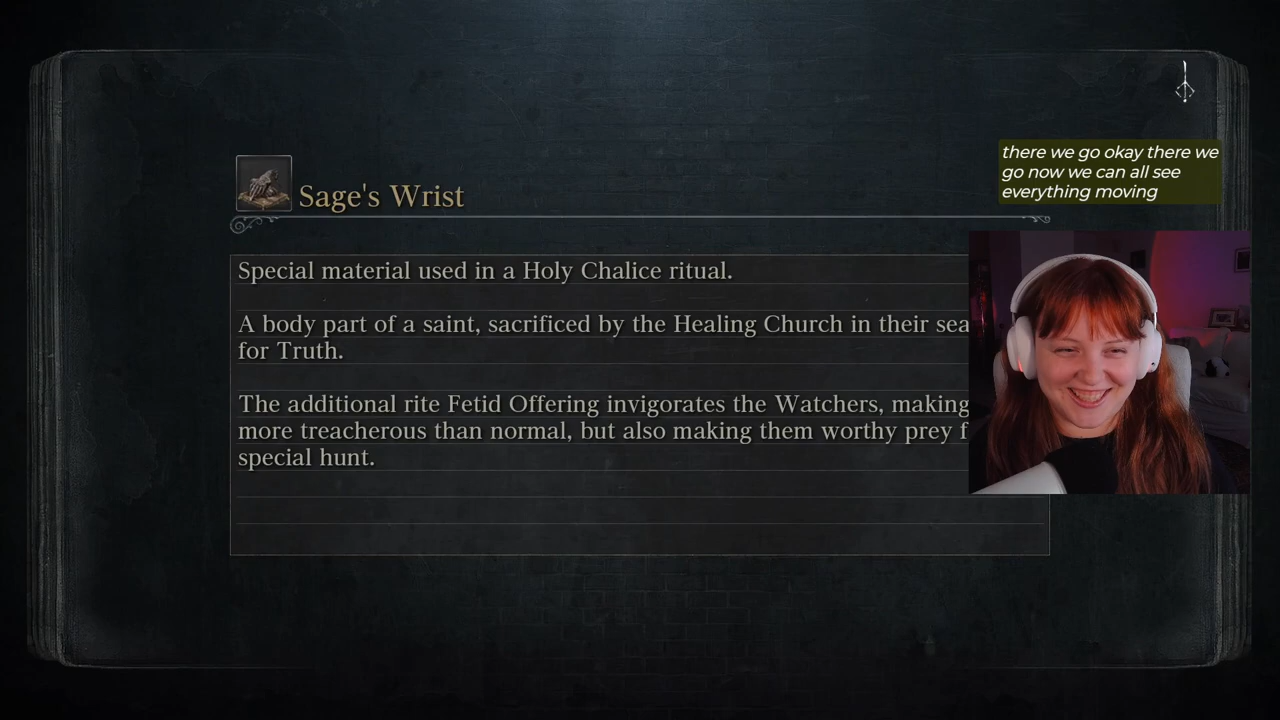 there we go okay there we
go now we can all see
everything moving
Sage's Wrist
Special material used in a Holy Chalice ritual.
A body part of a saint, sacrificed by the Healing Church in their
for Truth.
The additional rite Fetid Offering invigorates the Watchers, making
more treacherous than normal, but also making them worthy prey
special hunt.